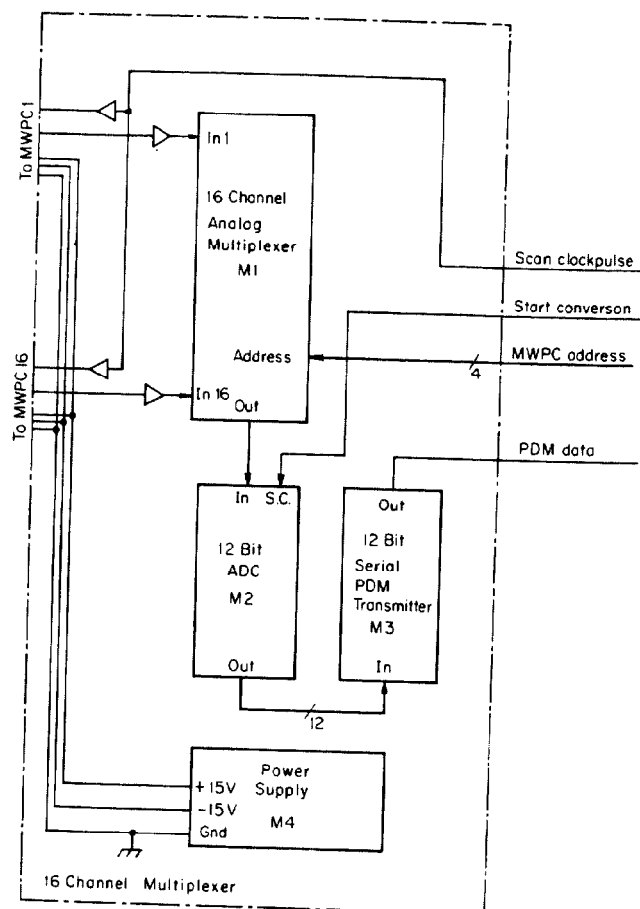 To MWPC 1
In 1
16 Channel
Analog
Multiplexer
M1
Scan clockpulse
Start converson
Address
MWPC address
4
To MWPC 16
In 16
Out
PDM data
In S.C.
Out
12 Bit
ADC
M2
12 Bit
Serial
PDM
Transmitter
M3
Out
In
12
Power
Supply
M4
+15V
-15V
Gnd
16 Channel Multiplexer